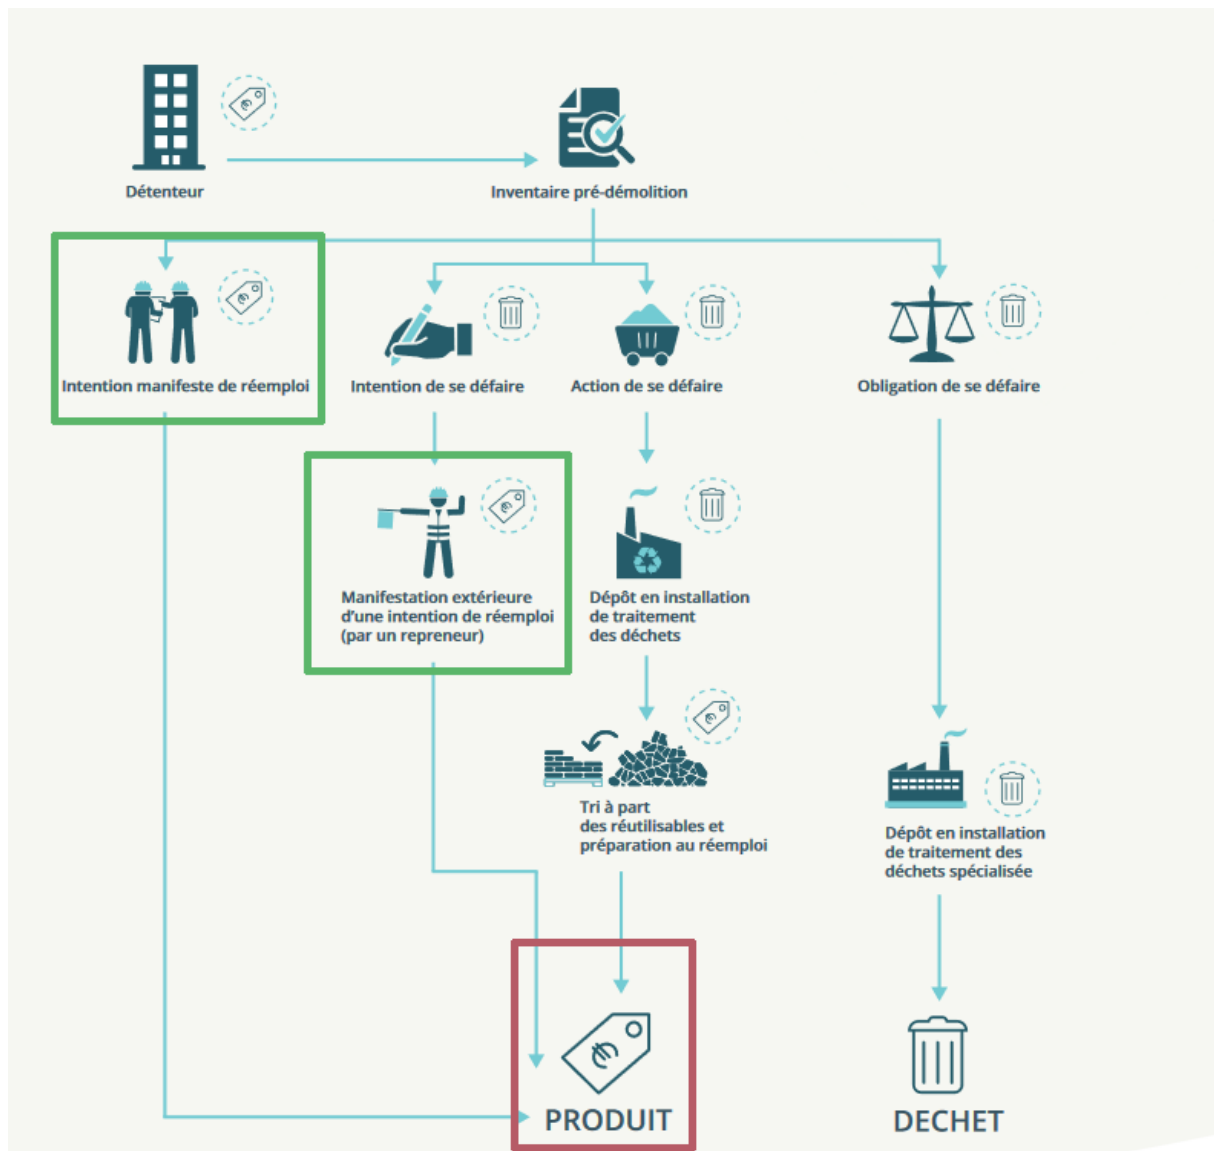 Détenteur
Inventaire pré-démolition
Intention manifeste de réemploi
Intention de se défaire
Action de se défaire
Obligation de se défaire
Manifestation extérieure
d'une intention de réemploi
(par un repreneur)
Dépôt en installation
de traitement
des déchets
Tri à part
des réutilisables et
préparation au réemploi
Dépôt en installation
de traitement des
déchets spécialisée
PRODUIT
DECHET